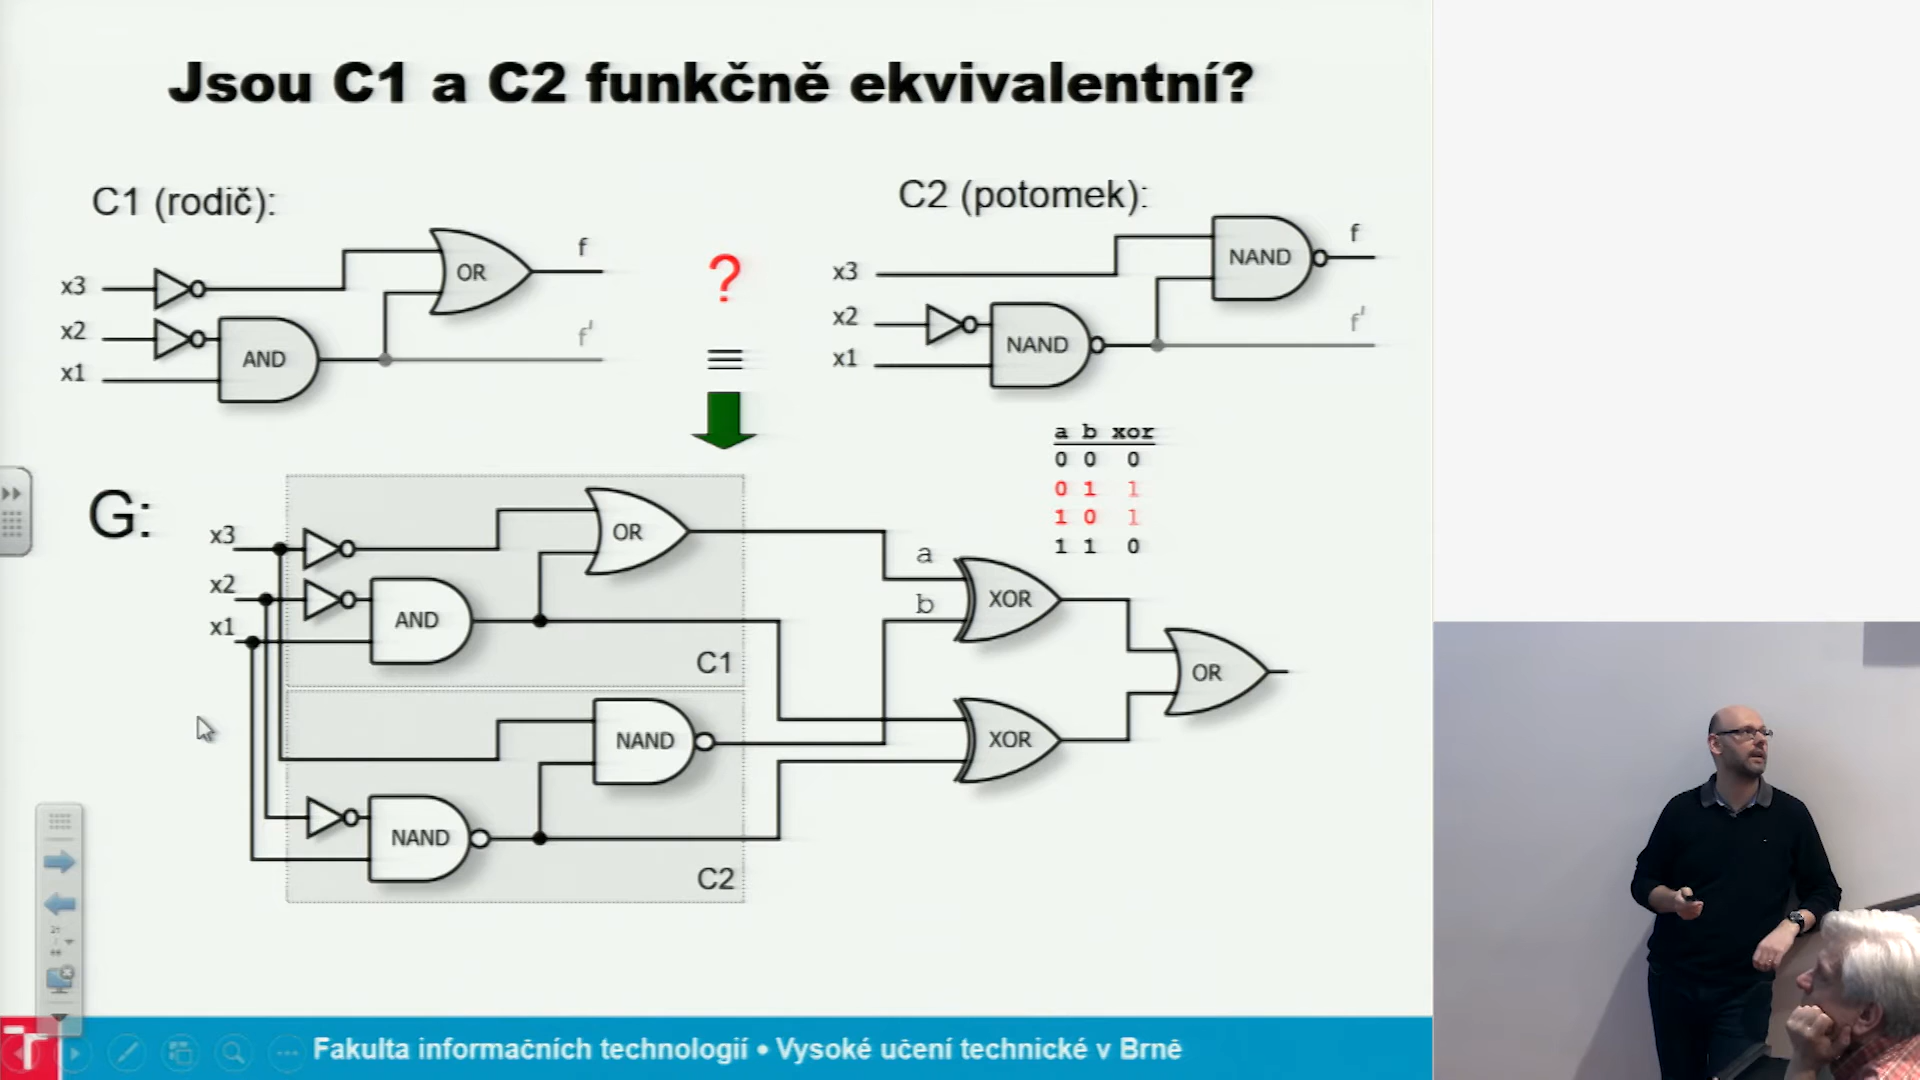 Jsou C1 a C2 funkčně ekvivalentní?
C1 (rodič):
x3
x2
x1
AND
OR
f
f'
?
≡
C2 (potomek):
x3
x2
x1
NAND
NAND
f
f'
a b xor
0 0 0
0 1 1
1 0 1
1 1 0
G:
x3
x2
x1
OR
AND
C1
NAND
NAND
C2
a
b
XOR
XOR
OR
Fakulta informačních technologií • Vysoké učení technické v Brně